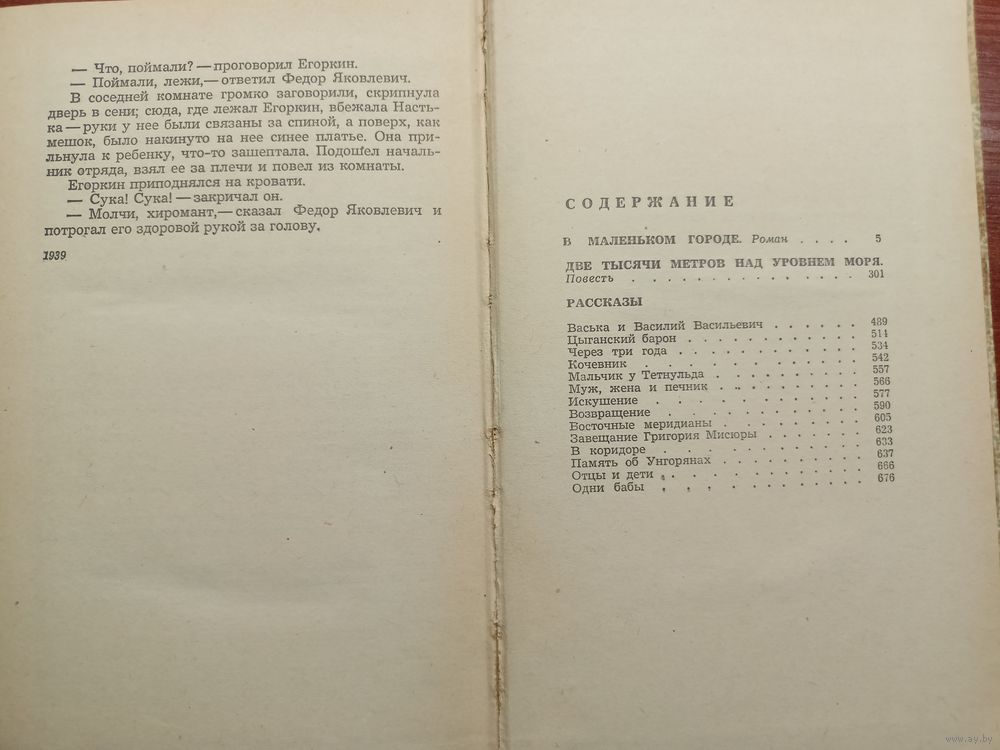 — Что, поймали? — проговорил Егоркин.
— Поймали, лежи, — ответил Федор Яковлевич.
В соседней комнате громко заговорили, скрипнула
дверь в сени; сюда, где лежал Егоркин, вбежала Насть-
ка — руки у нее были связаны за спиной, а поверх, как
мешок, было накинуто на нее синее платье. Она при-
льнула к ребенку, что-то зашептала. Подошел началь-
ник отряда, взял ее за плечи и повел из комнаты.
Егоркин приподнялся на кровати.
— Сука! Сука! — закричал он.
— Молчи, хиромант, — сказал Федор Яковлевич и
потрогал его здоровой рукой за голову.
1939
СОДЕРЖАНИЕ
В МАЛЕНЬКОМ ГОРОДЕ. Роман . . . . 5
ДВЕ ТЫСЯЧИ МЕТРОВ НАД УРОВНЕМ МОРЯ.
Повесть . . . . . . . . . . . . . 301
РАССКАЗЫ
Васька и Василий Васильевич . . . . . . 489
Цыганский барон . . . . . . . . . . . 514
Через три года . . . . . . . . . . . 534
Кочевник . . . . . . . . . . . . 542
Мальчик у Тетнульда . . . . . . . . . 557
Муж, жена и печник . . . . . . . . . 566
Искушение . . . . . . . . . . . . 577
Возвращение . . . . . . . . . . . 590
Восточные меридианы . . . . . . . . . 605
Завещание Григория Мисюры . . . . . . . 623
В коридоре . . . . . . . . . . . . 633
Память об Унгорянах . . . . . . . . . 637
Отцы и дети . . . . . . . . . . . . 666
Одни бабы . . . . . . . . . . . . 676
www.ay.by